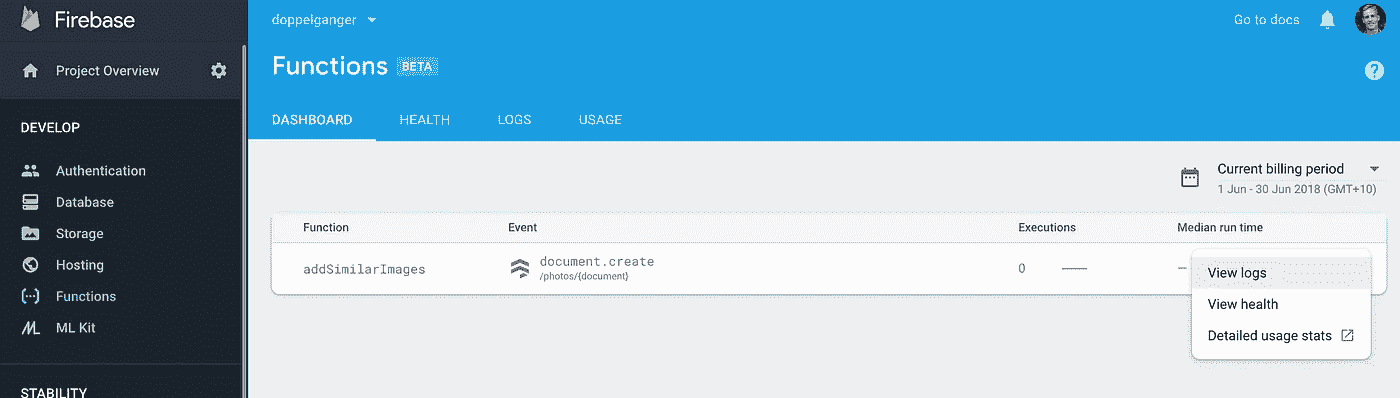 Firebase
doppelganger
Go to docs
Project Overview
Functions BETA
?
DEVELOP
DASHBOARD HEALTH LOGS USAGE
Authentication
Database
Storage
Hosting
Functions
ML Kit
STABILITY
Current billing period
1 Jun - 30 Jun 2018 (GMT+10)
Function Event Executions Median run time
addSimilarImages document.create 0 — —
/photos/{document}
View logs
View health
Detailed usage stats